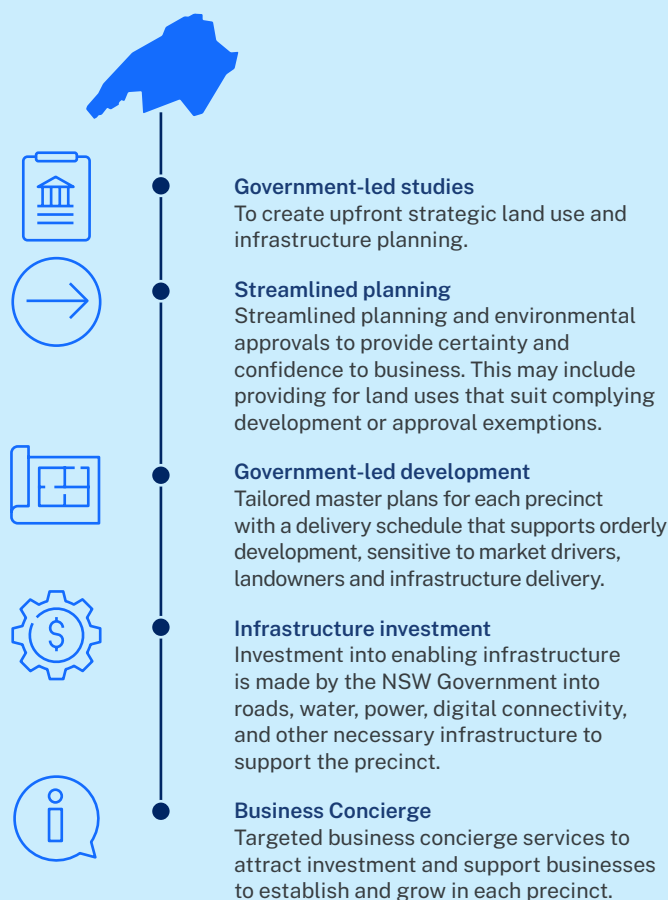 Government-led studies
To create upfront strategic land use and
infrastructure planning.
Streamlined planning
Streamlined planning and environmental
approvals to provide certainty and
confidence to business. This may include
providing for land uses that suit complying
development or approval exemptions.
Government-led development
Tailored master plans for each precinct
with a delivery schedule that supports orderly
development, sensitive to market drivers,
landowners and infrastructure delivery.
$
Infrastructure investment
Investment into enabling infrastructure
is made by the NSW Government into
roads, water, power, digital connectivity,
and other necessary infrastructure to
support the precinct.
Business Concierge
Targeted business concierge services to
attract investment and support businesses
to establish and grow in each precinct.